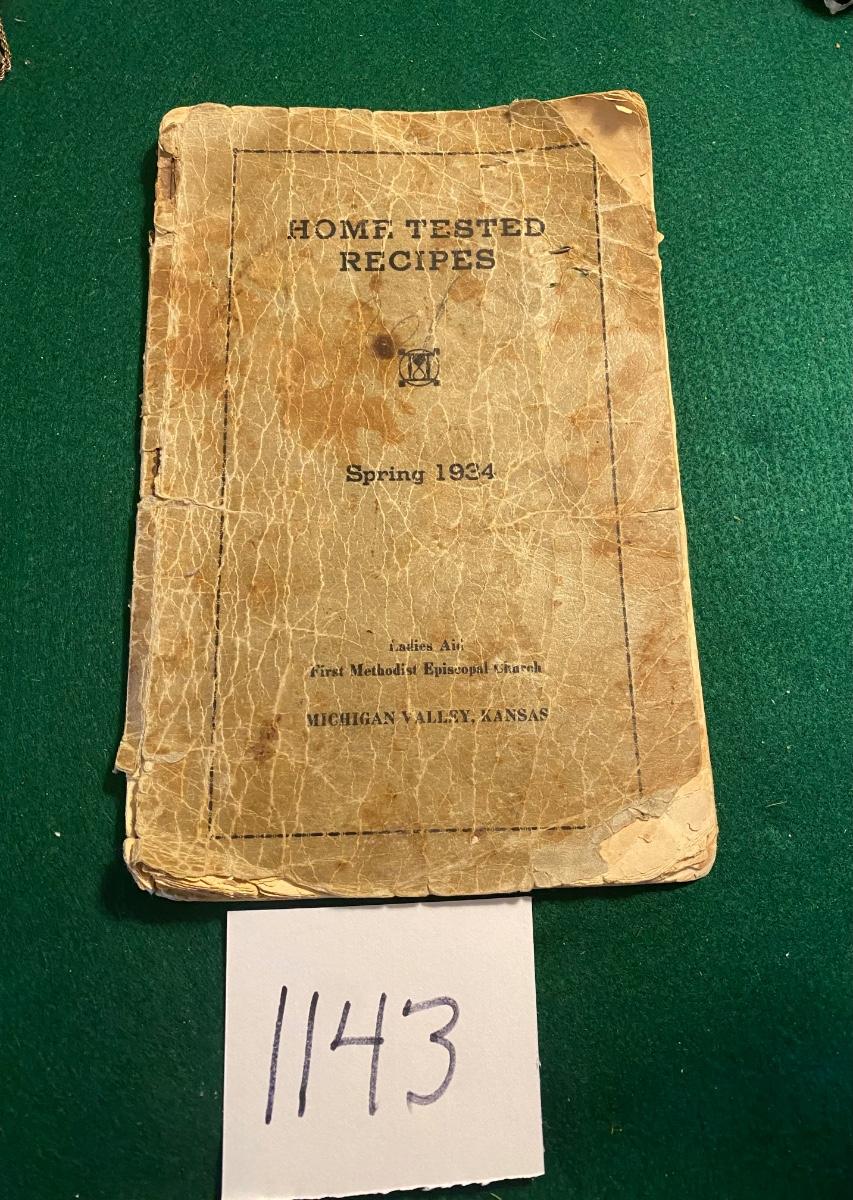 HOME TESTED
RECIPES
Spring 1934
Ladies Aid
First Methodist Episcopal Church
MICHIGAN VALLEY, KANSAS
1143